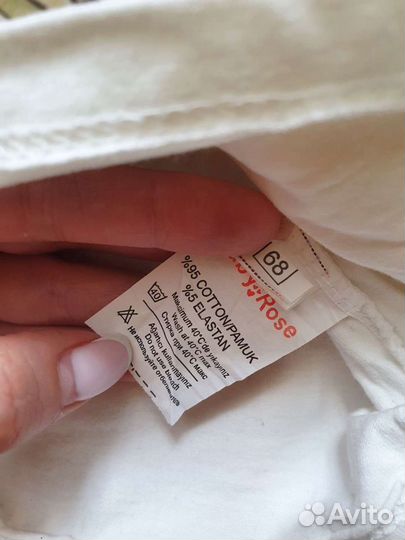 68
Rose
%95 COTTON/PAMUK
%5 ELASTAN
40
Maximum 40°C'de yıkayınız
Wash at 40°C max
Стирка при 40°C макс
Ağartıcı kullanmayınız
Do not use bleach
Не используйте отбеливатель
Avito